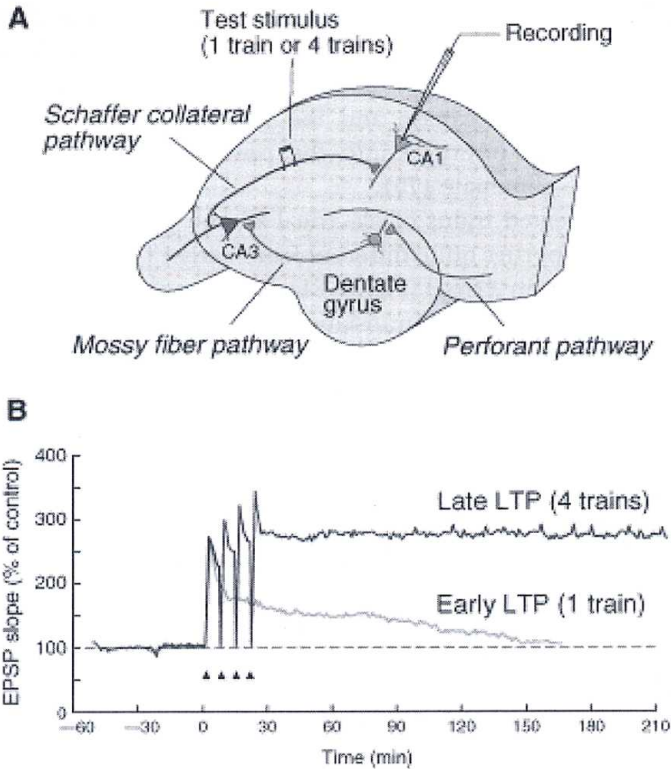 A
Test stimulus
(1 train or 4 trains)
Recording
Schaffer collateral
pathway
CA1
CA3
Dentate
gyrus
Mossy fiber pathway
Perforant pathway
B
EPSP slope (% of control)
400
300
200
100
0
Late LTP (4 trains)
Early LTP (1 train)
−60
−30
0
30
60
90
120
150
180
210
Time (min)